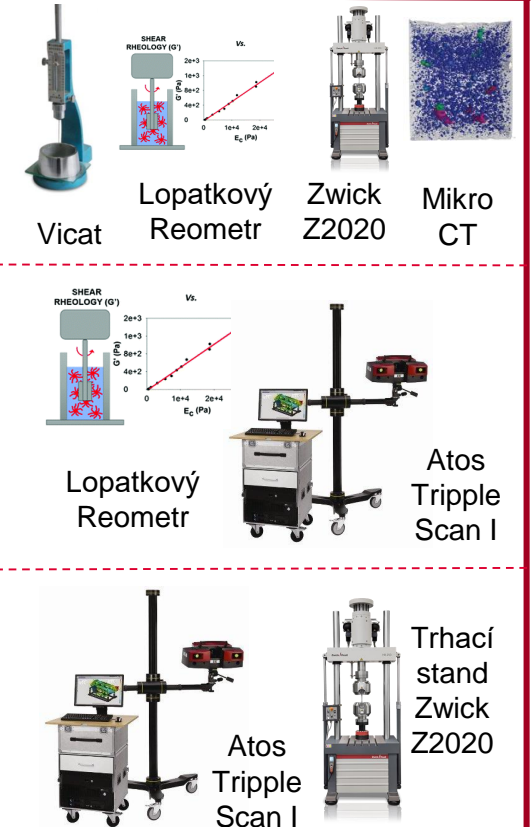 SHEAR
RHEOLOGY (G')
Vs.
G' (Pa)
2e+3
1e+3
8e+2
4e+2
0
0 1e+4 2e+4
Ec (Pa)
Vicat
Lopatkový
Reometr
Zwick
Z2020
Mikro
CT
SHEAR
RHEOLOGY (G')
Vs.
G' (Pa)
2e+3
1e+3
8e+2
4e+2
0
0 1e+4 2e+4
Ec (Pa)
Lopatkový
Reometr
Atos
Tripple
Scan I
Atos
Tripple
Scan I
Trhací
stand
Zwick
Z2020